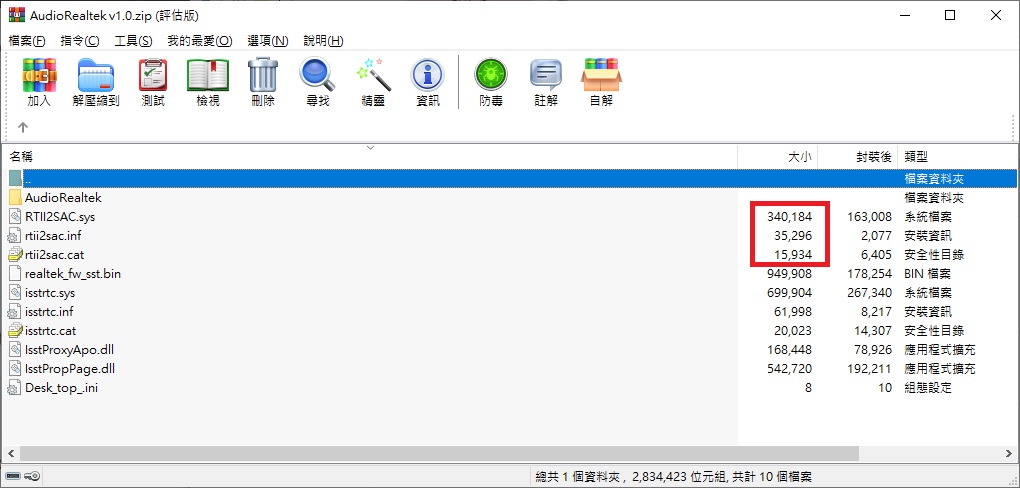 AudioRealtek v1.0.zip (評估版)
檔案(F) 指令(C) 工具(S) 我的最愛(O) 選項(N) 說明(H)
加入 解壓縮到 測試 檢視 刪除 尋找 精靈 資訊 防毒 註解 自解
名稱 大小 封裝後 類型
.. 檔案資料夾
AudioRealtek 檔案資料夾
RTII2SAC.sys 340,184 163,008 系統檔案
rtii2sac.inf 35,296 2,077 安裝資訊
rtii2sac.cat 15,934 6,405 安全性目錄
realtek_fw_sst.bin 949,908 178,254 BIN 檔案
isstrtc.sys 699,904 267,340 系統檔案
isstrtc.inf 61,998 8,217 安裝資訊
isstrtc.cat 20,023 14,307 安全性目錄
IsstProxyApo.dll 168,448 78,926 應用程式擴充
IsstPropPage.dll 542,720 192,211 應用程式擴充
Desk_top_.ini 8 10 組態設定
總共 1 個資料夾 , 2,834,423 位元組, 共計 10 個檔案